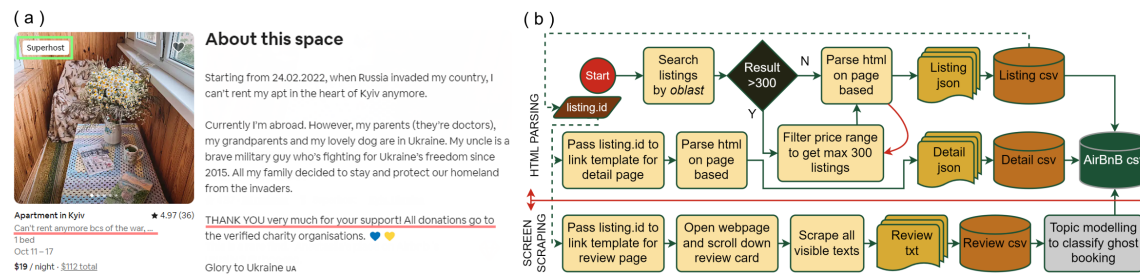 ( a )
Superhost
Apartment in Kyiv
★ 4.97 (36)
Can't rent anymore bcs of the war, ...
1 bed
Oct 11 – 17
$19 / night · $112 total
About this space
Starting from 24.02.2022, when Russia invaded my country, I
can't rent my apt in the heart of Kyiv anymore.
Currently I'm abroad. However, my parents (they're doctors),
my grandparents and my lovely dog are in Ukraine. My uncle is a
brave military guy who's fighting for Ukraine's freedom since
2015. All my family decided to stay and protect our homeland
from the invaders.
THANK YOU very much for your support! All donations go to
the verified charity organisations. 💙 💛
Glory to Ukraine UA
( b )
HTML PARSING
SCREEN
SCRAPING
Start
listing.id
Search
listings
by oblast
Result
>300
N
Y
Parse html
on page
based
Listing
json
Listing csv
Filter price range
to get max 300
listings
Pass listing.id to
link template for
detail page
Parse html
on page
based
Detail
json
Detail csv
AirBnB csv
Pass listing.id to
link template for
review page
Open webpage
and scroll down
review card
Scrape all
visible texts
Review
txt
Review csv
Topic modelling
to classify ghost
booking